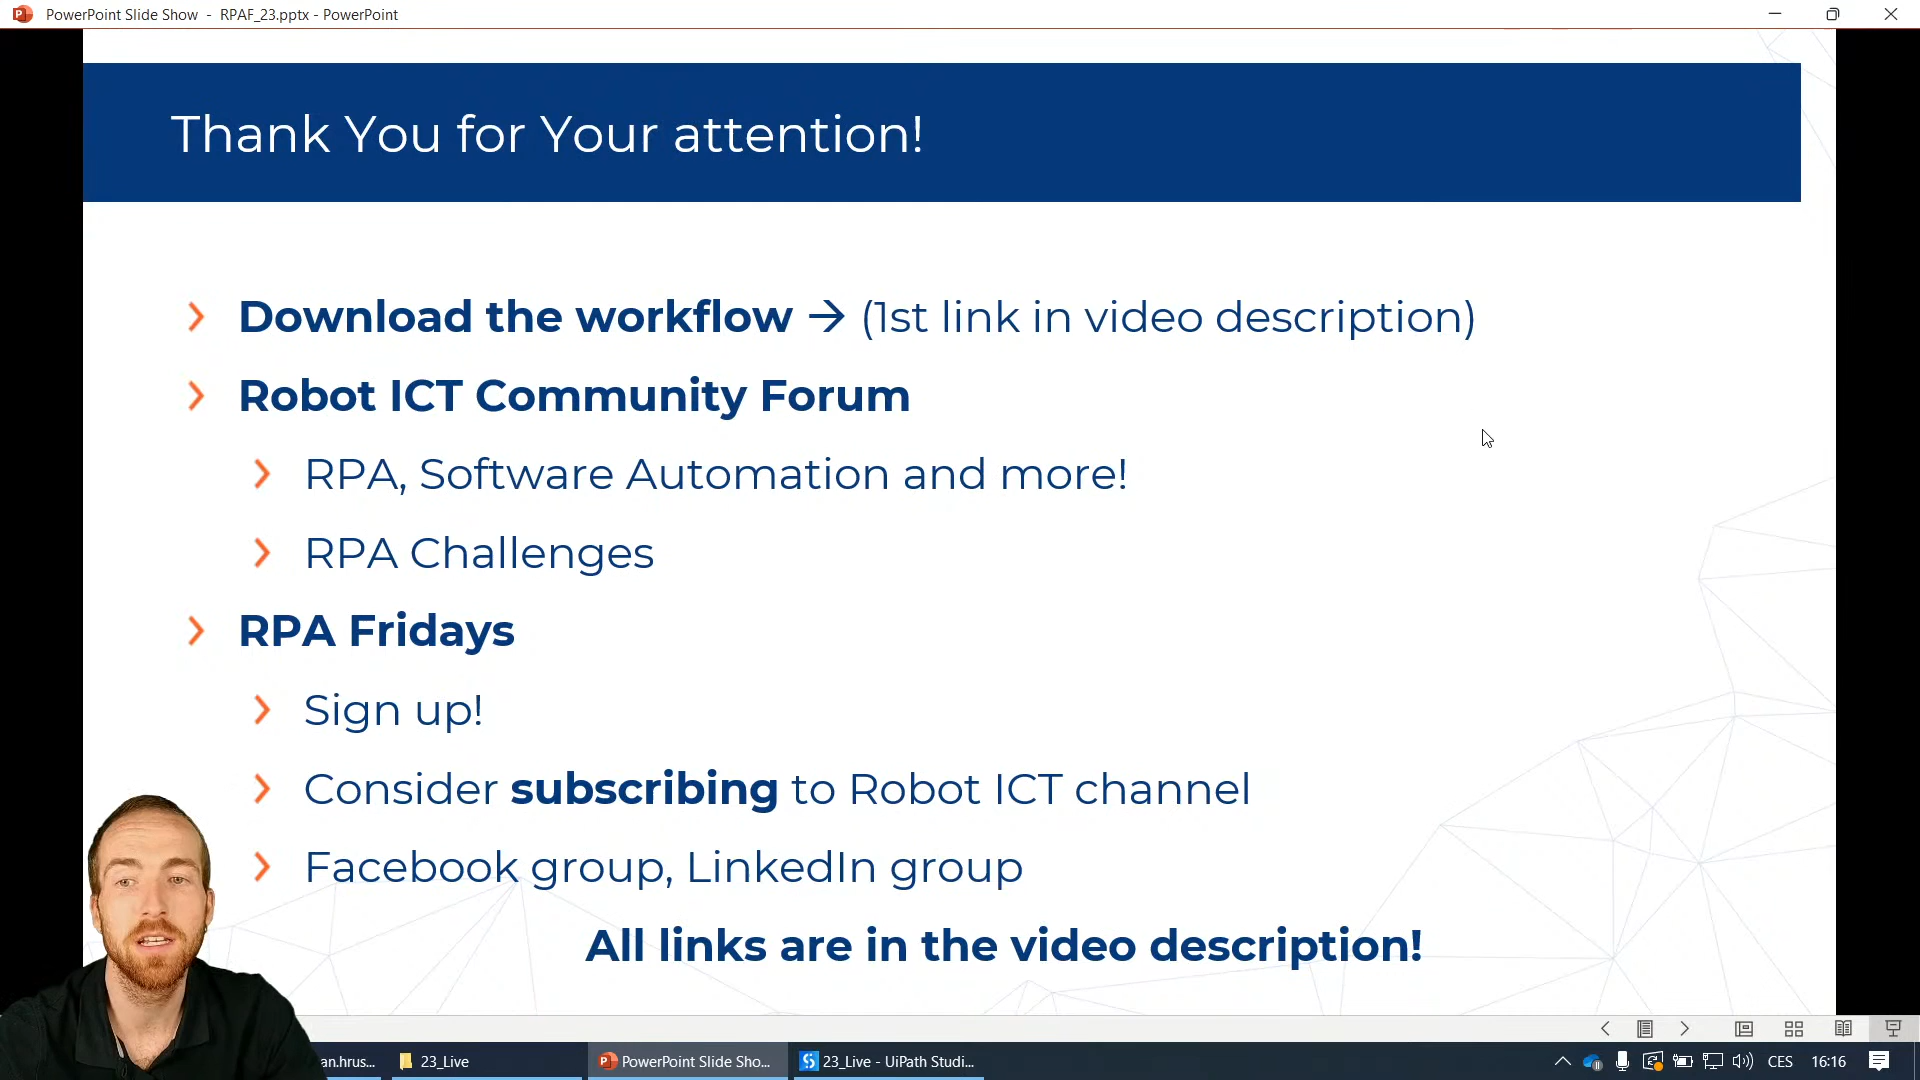 PowerPoint Slide Show - RPAF_23.pptx - PowerPoint
Thank You for Your attention!
Download the workflow → (1st link in video description)
Robot ICT Community Forum
RPA, Software Automation and more!
RPA Challenges
RPA Fridays
Sign up!
Consider subscribing to Robot ICT channel
Facebook group, LinkedIn group
All links are in the video description!
an.hrus... 23_Live PowerPoint Slide Sho... 23_Live - UiPath Studi... CES 16:16